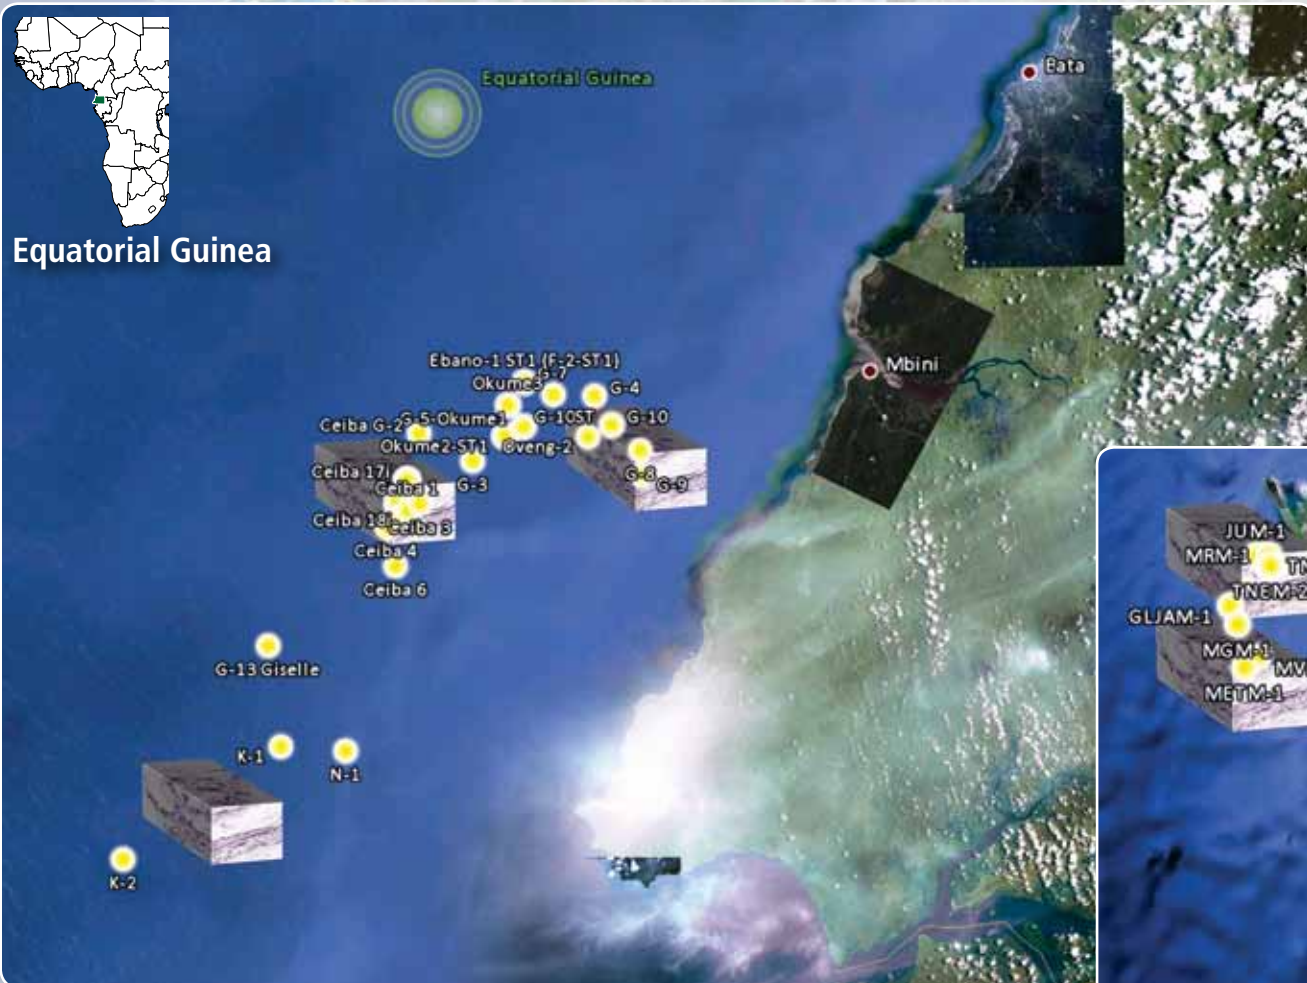 Equatorial Guinea
Equatorial Guinea
Bata
Mbini
Ebano-1 ST1 (F-2-ST1)
G-7
Okume3
G-4
Ceiba G-2
G-5-Okume1
G-10ST
G-10
Okume2-ST1
Oveng-2
Ceiba 17i
Ceiba 1
G-3
G-8
G-9
Ceiba 18i
Ceiba 3
Ceiba 4
Ceiba 6
G-13 Giselle
K-1
N-1
K-2
JUM-1
MRM-1
TNEM-2
GLJAM-1
MGM-1
METM-1